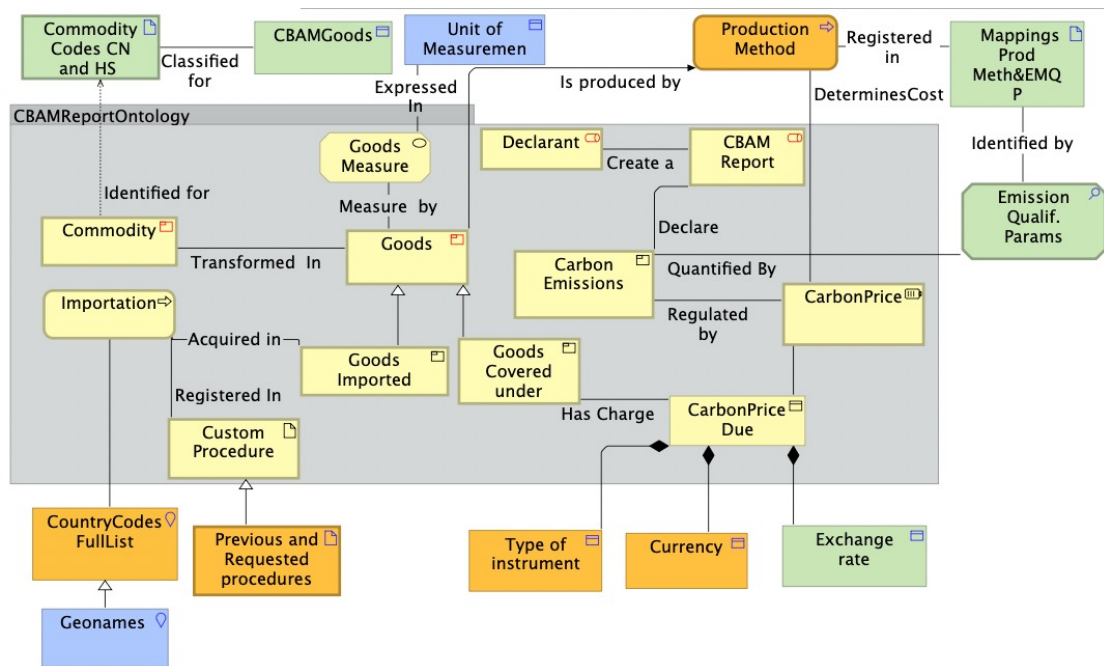 Commodity
Codes CN
and HS
Classified
for
CBAMGoods
Unit of
Measuremen
Expressed
In
Is produced by
Production
Method
Registered
in
Mappings
Prod
Meth&EMQ
P
DeterminesCost
Identified by
CBAMReportOntology
Goods
Measure
Declarant
Create a
CBAM
Report
Emission
Qualif.
Params
Identified for
Measure by
Declare
Commodity
Transformed In
Goods
Carbon
Emissions
Quantified By
Regulated
by
CarbonPrice
Importation
Acquired in
Goods
Imported
Goods
Covered
under
Registered In
Has Charge
CarbonPrice
Due
Custom
Procedure
CountryCodes
FullList
Previous and
Requested
procedures
Type of
instrument
Currency
Exchange
rate
Geonames